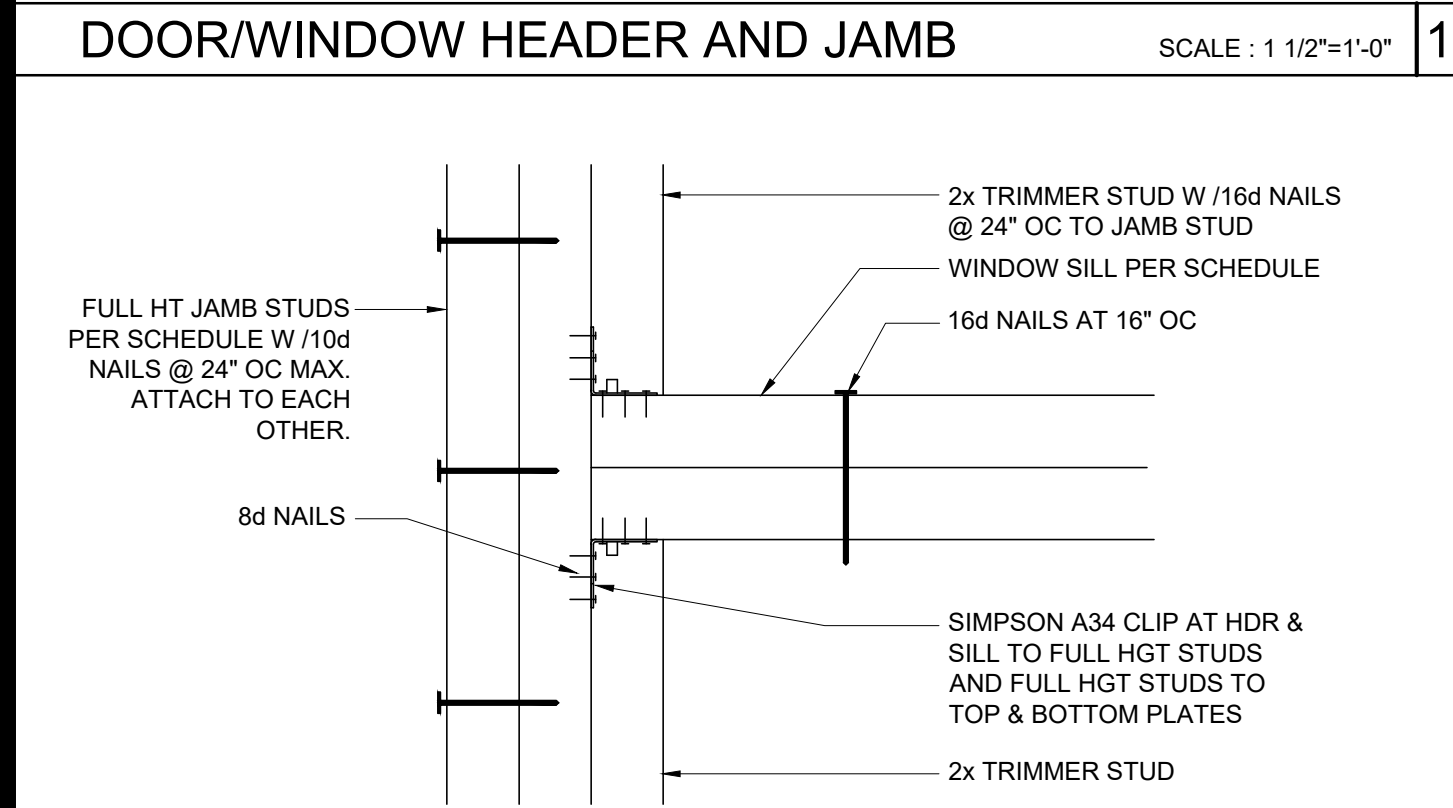 DOOR/WINDOW HEADER AND JAMB
SCALE : 1 1/2"=1'-0"
1
2x TRIMMER STUD W /16d NAILS
@ 24" OC TO JAMB STUD
WINDOW SILL PER SCHEDULE
16d NAILS AT 16" OC
FULL HT JAMB STUDS
PER SCHEDULE W /10d
NAILS @ 24" OC MAX.
ATTACH TO EACH
OTHER.
8d NAILS
SIMPSON A34 CLIP AT HDR &
SILL TO FULL HGT STUDS
AND FULL HGT STUDS TO
TOP & BOTTOM PLATES
2x TRIMMER STUD